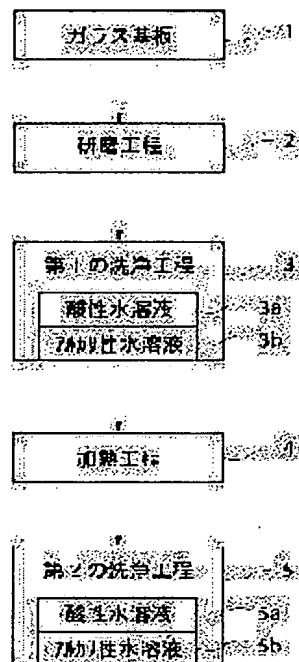 ガラス基板 1
研磨工程 2
第1の洗浄工程 3
酸性水溶液 3a
アルカリ性水溶液 3b
加熱工程 4
第2の洗浄工程 5
酸性水溶液 5a
アルカリ性水溶液 5b